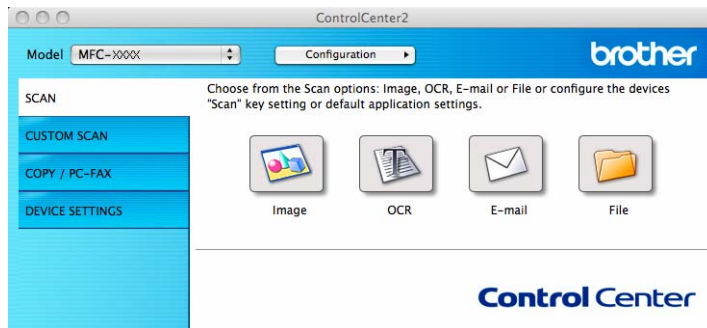 ControlCenter2
Model MFC-XXXX Configuration brother
SCAN
CUSTOM SCAN
COPY / PC-FAX
DEVICE SETTINGS
Choose from the Scan options: Image, OCR, E-mail or File or configure the devices
"Scan" key setting or default application settings.
Image OCR E-mail File
Control Center